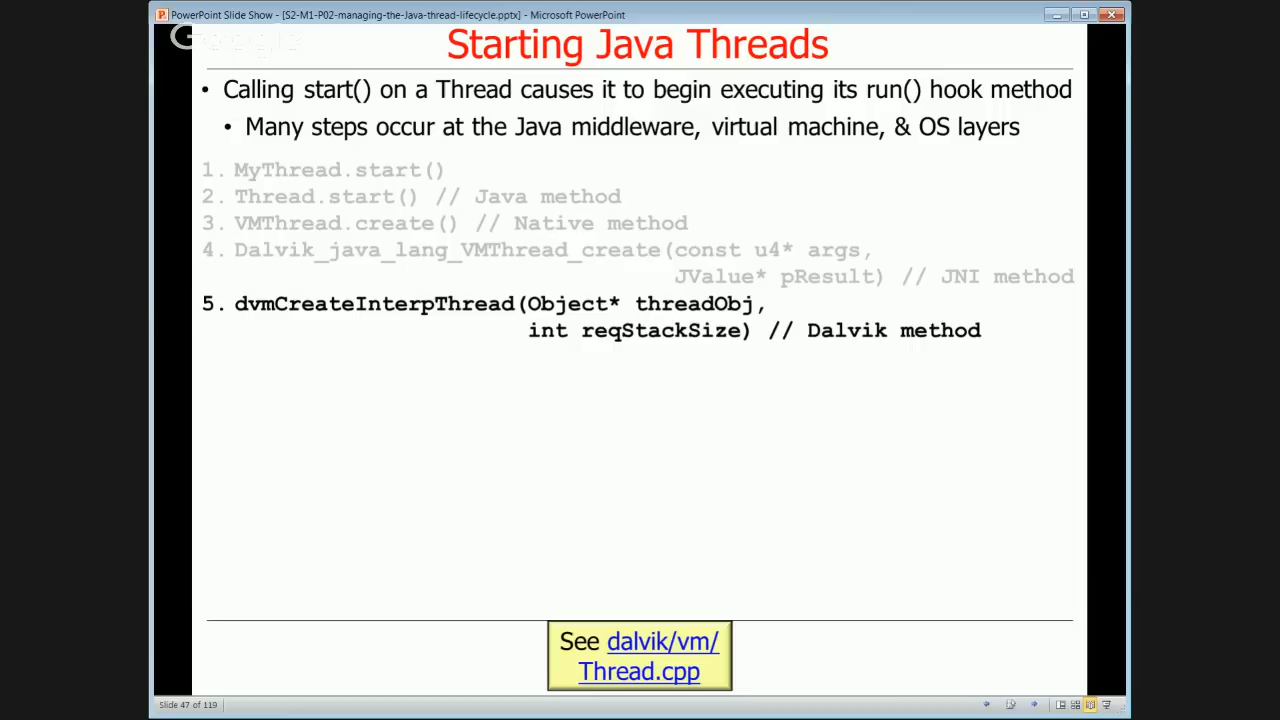 PowerPoint Slide Show - [S2-M1-P02-managing-the-Java-thread-lifecycle.pptx] - Microsoft PowerPoint
Google
Starting Java Threads
• Calling start() on a Thread causes it to begin executing its run() hook method
• Many steps occur at the Java middleware, virtual machine, & OS layers
1. MyThread.start()
2. Thread.start() // Java method
3. VMThread.create() // Native method
4. Dalvik_java_lang_VMThread_create(const u4* args,
JValue* pResult) // JNI method
5. dvmCreateInterpThread(Object* threadObj,
int reqStackSize) // Dalvik method
See dalvik/vm/
Thread.cpp
Slide 47 of 119